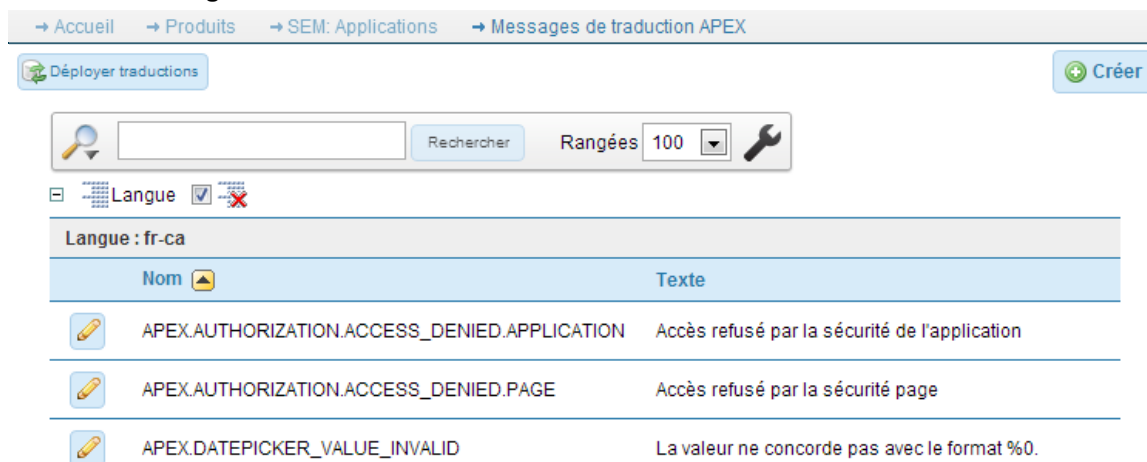 → Accueil → Produits → SEM: Applications → Messages de traduction APEX
Déployer traductions
Créer
Rechercher Rangées 100
Langue
Langue : fr-ca
Nom Texte
APEX.AUTHORIZATION.ACCESS_DENIED.APPLICATION Accès refusé par la sécurité de l'application
APEX.AUTHORIZATION.ACCESS_DENIED.PAGE Accès refusé par la sécurité page
APEX.DATEPICKER_VALUE_INVALID La valeur ne concorde pas avec le format %0.